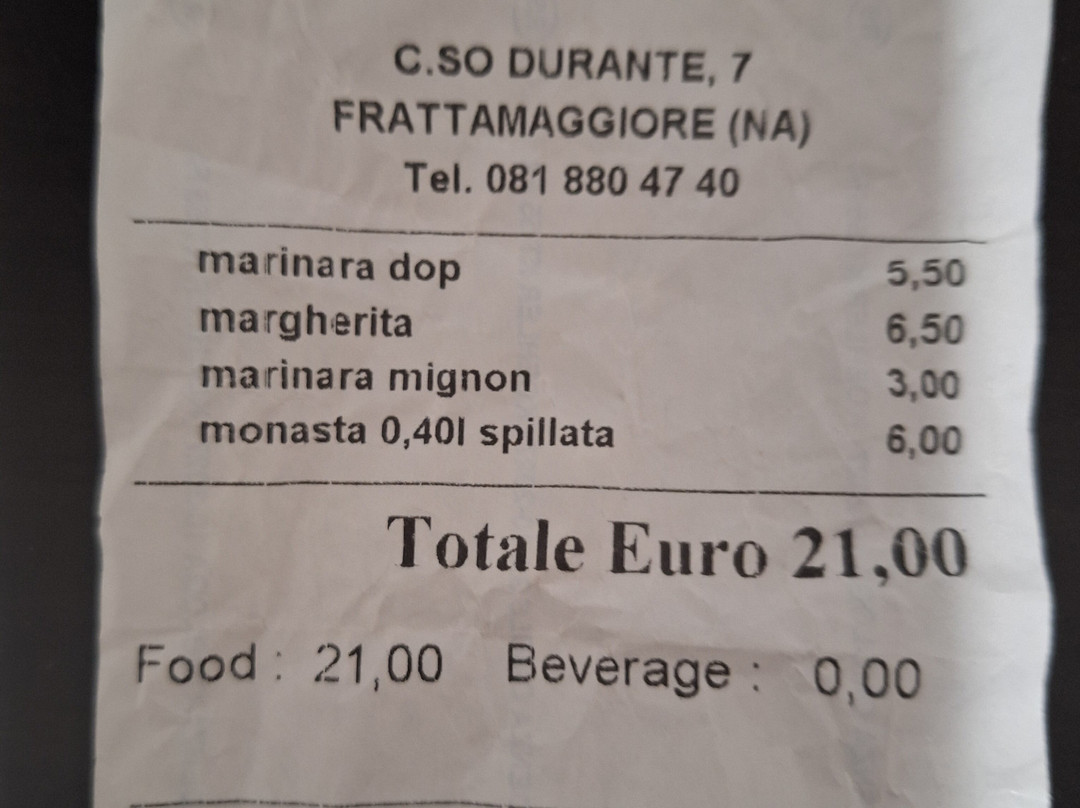 C.SO DURANTE, 7
FRATTAMAGGIORE (NA)
Tel. 081 880 47 40
marinara dop 5,50
margherita 6,50
marinara mignon 3,00
monasta 0,40l spillata 6,00
Totale Euro 21,00
Food : 21,00 Beverage : 0,00